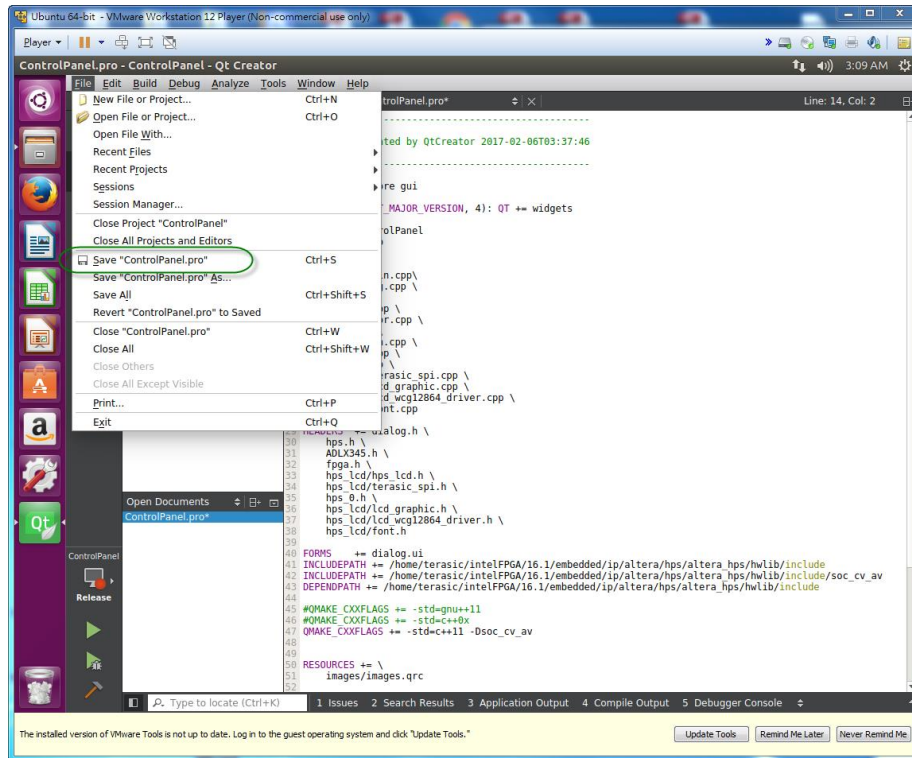 Ubuntu 64-bit - VMware Workstation 12 Player (Non-commercial use only)
Player
ControlPanel.pro - ControlPanel - Qt Creator
3:09 AM
File Edit Build Debug Analyze Tools Window Help
trolPanel.pro*
Line: 14, Col: 2
New File or Project... Ctrl+N
Open File or Project... Ctrl+O
Open File With...
Recent Files
Recent Projects
Sessions
Session Manager...
Close Project "ControlPanel"
Close All Projects and Editors
Save "ControlPanel.pro" Ctrl+S
Save "ControlPanel.pro" As...
Save All Ctrl+Shift+S
Revert "ControlPanel.pro" to Saved
Close "ControlPanel.pro" Ctrl+W
Close All Ctrl+Shift+W
Close Others
Close All Except Visible
Print... Ctrl+P
Exit Ctrl+Q
ted by QtCreator 2017-02-06T03:37:46
re gui
_MAJOR_VERSION, 4): QT += widgets
rolPanel
n.cpp\
.cpp \
pp \
r.cpp \
.cpp \
p \
\
erasic_spi.cpp \
d_graphic.cpp \
d_wcg12864_driver.cpp \
nt.cpp
29 HEADERS += dialog.h \
30 hps.h \
31 ADLX345.h \
32 fpga.h \
33 hps_lcd/hps_lcd.h \
34 hps_lcd/terasic_spi.h \
35 hps_0.h \
36 hps_lcd/lcd_graphic.h \
37 hps_lcd/lcd_wcg12864_driver.h \
38 hps_lcd/font.h
39
40 FORMS += dialog.ui
41 INCLUDEPATH += /home/terasic/intelFPGA/16.1/embedded/ip/altera/hps/altera_hps/hwlib/include
42 INCLUDEPATH += /home/terasic/intelFPGA/16.1/embedded/ip/altera/hps/altera_hps/hwlib/include/soc_cv_av
43 DEPENDPATH += /home/terasic/intelFPGA/16.1/embedded/ip/altera/hps/altera_hps/hwlib/include
44
45 #QMAKE_CXXFLAGS += -std=gnu++11
46 #QMAKE_CXXFLAGS += -std=c++0x
47 QMAKE_CXXFLAGS += -std=c++11 -Dsoc_cv_av
48
49
50 RESOURCES += \
51 images/images.qrc
52
Open Documents
ControlPanel.pro*
Qt
ControlPanel
Release
Type to locate (Ctrl+K)
1 Issues 2 Search Results 3 Application Output 4 Compile Output 5 Debugger Console
The installed version of VMware Tools is not up to date. Log in to the guest operating system and click "Update Tools."
Update Tools
Remind Me Later
Never Remind Me